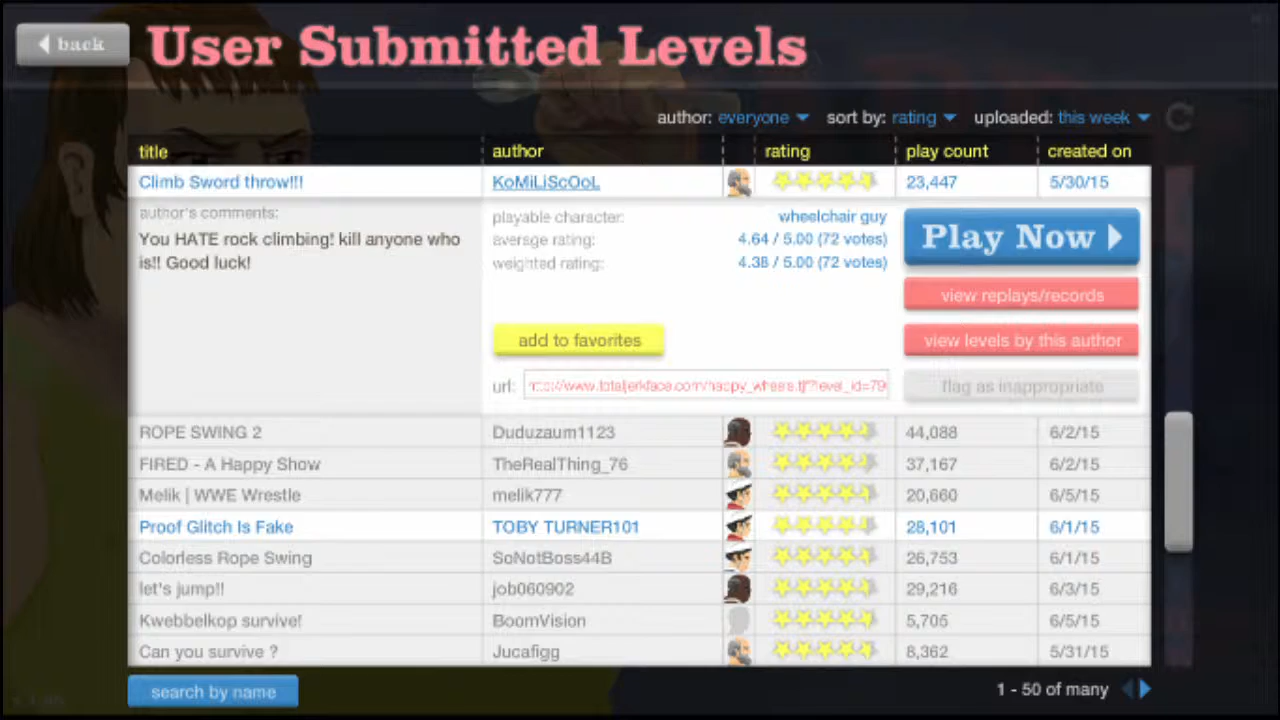 back
User Submitted Levels
author: everyone sort by: rating uploaded: this week
title author rating play count created on
Climb Sword throw!!! KoMiLiScOoL 23,447 5/30/15
author's comments:
You HATE rock climbing! kill anyone who
is!! Good luck!
playable character: wheelchair guy
average rating: 4.64 / 5.00 (72 votes)
weighted rating: 4.38 / 5.00 (72 votes)
Play Now
view replays/records
add to favorites
view levels by this author
url: http://www.totaljerkface.com/happy_wheels.tjf?level_id=79
flag as inappropriate
ROPE SWING 2 Duduzaum1123 44,088 6/2/15
FIRED - A Happy Show TheRealThing_76 37,167 6/2/15
Melik | WWE Wrestle melik777 20,660 6/5/15
Proof Glitch Is Fake TOBY TURNER101 28,101 6/1/15
Colorless Rope Swing SoNotBoss44B 26,753 6/1/15
let's jump!! job060902 29,216 6/3/15
Kwebbelkop survive! BoomVision 5,705 6/5/15
Can you survive ? Jucafigg 8,362 5/31/15
search by name
1 - 50 of many